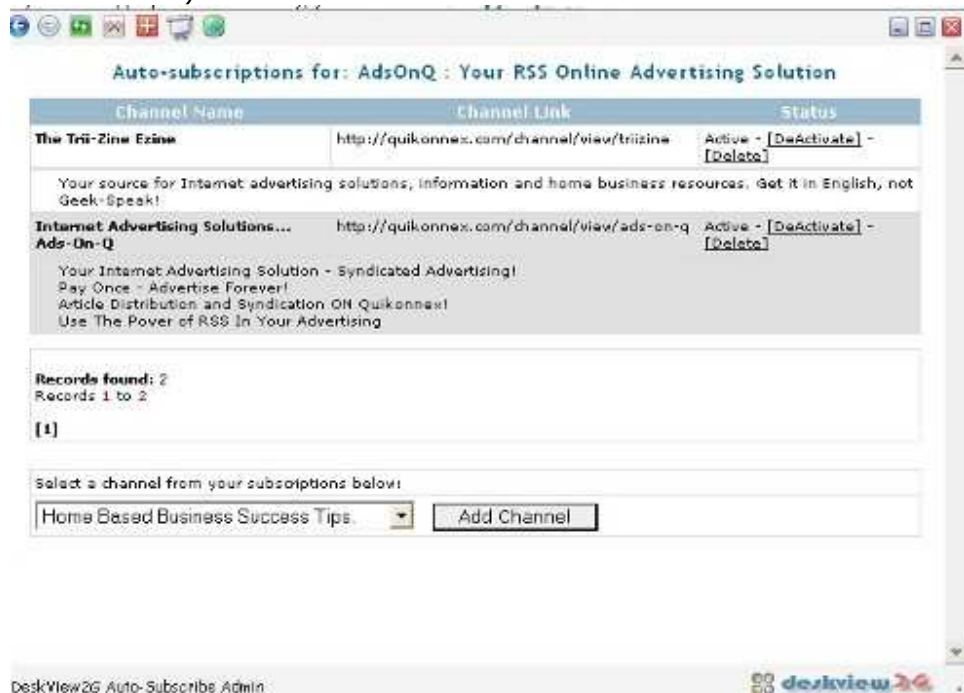 Auto-subscriptions for: AdsOnQ : Your RSS Online Advertising Solution
Channel Name Channel Link Status
The Trii-Zine Ezine http://quikonnex.com/channel/view/triizine Active - [DeActivate] -
[Delete]
Your source for Internet advertising solutions, information and home business resources. Get it in English, not
Geek-Speak!
Internet Advertising Solutions... http://quikonnex.com/channel/view/ads-on-q Active - [DeActivate] -
Ads-On-Q [Delete]
Your Internet Advertising Solution - Syndicated Advertising!
Pay Once - Advertise Forever!
Article Distribution and Syndication ON Quikonnex!
Use The Power of RSS In Your Advertising
Records found: 2
Records 1 to 2
[1]
Select a channel from your subscriptions below:
Home Based Business Success Tips. Add Channel
DeskView2G Auto-Subscribe Admin deskview2G